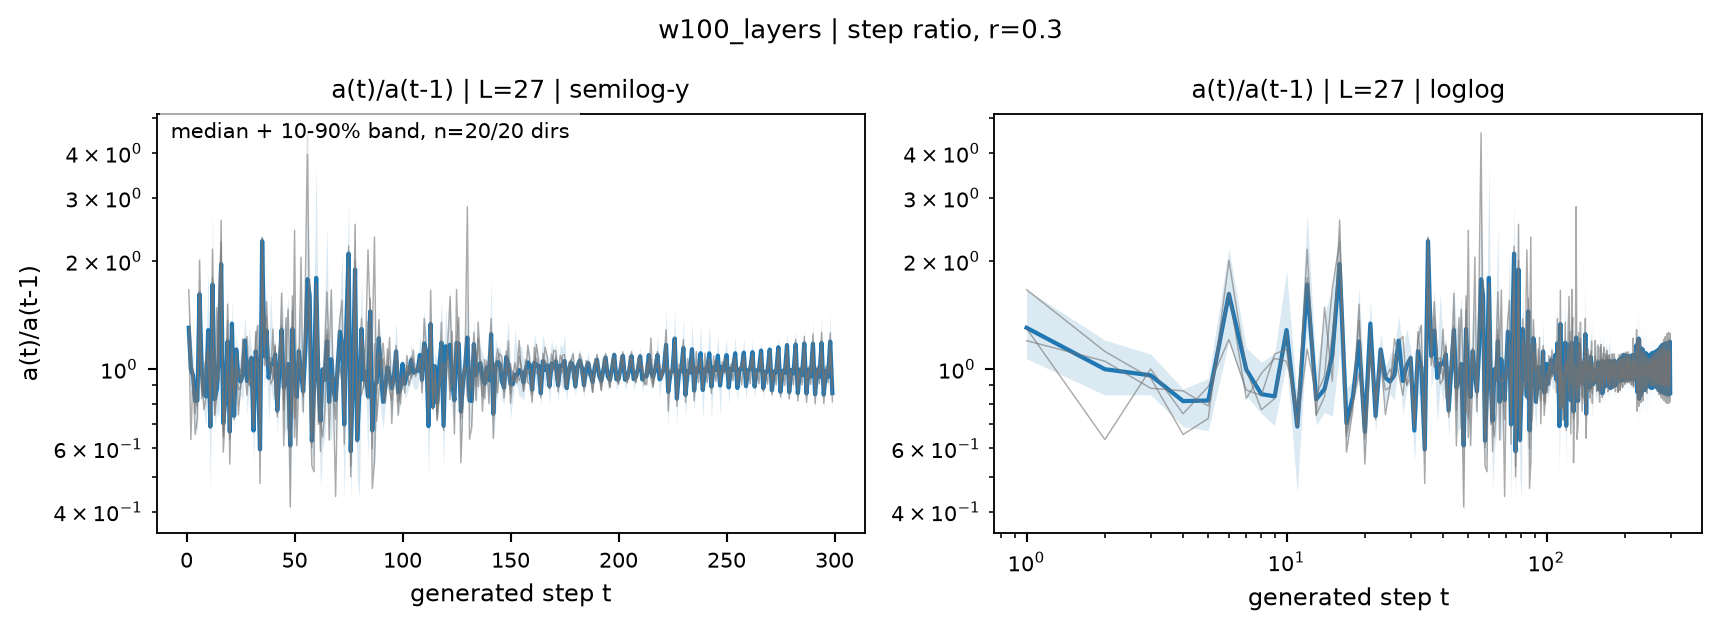 w100_layers | step ratio, r=0.3
a(t)/a(t-1) | L=27 | semilog-y
median + 10-90% band, n=20/20 dirs
a(t)/a(t-1)
4 × 10⁰
3 × 10⁰
2 × 10⁰
10⁰
6 × 10⁻¹
4 × 10⁻¹
0 50 100 150 200 250 300
generated step t
a(t)/a(t-1) | L=27 | loglog
4 × 10⁰
3 × 10⁰
2 × 10⁰
10⁰
6 × 10⁻¹
4 × 10⁻¹
10⁰ 10¹ 10²
generated step t